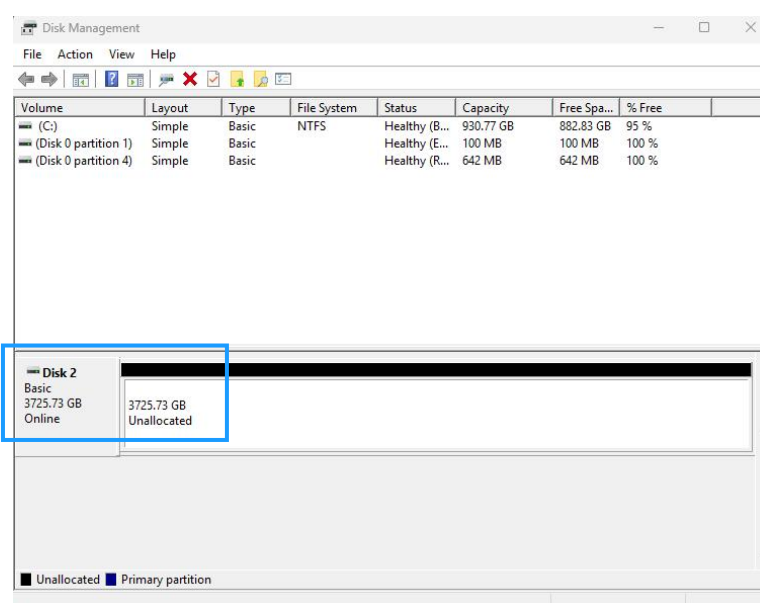 Disk Management
File Action View Help
Volume Layout Type File System Status Capacity Free Spa... % Free
(C:) Simple Basic NTFS Healthy (B... 930.77 GB 882.83 GB 95 %
(Disk 0 partition 1) Simple Basic Healthy (E... 100 MB 100 MB 100 %
(Disk 0 partition 4) Simple Basic Healthy (R... 642 MB 642 MB 100 %
Disk 2
Basic
3725.73 GB
Online
3725.73 GB
Unallocated
Unallocated Primary partition